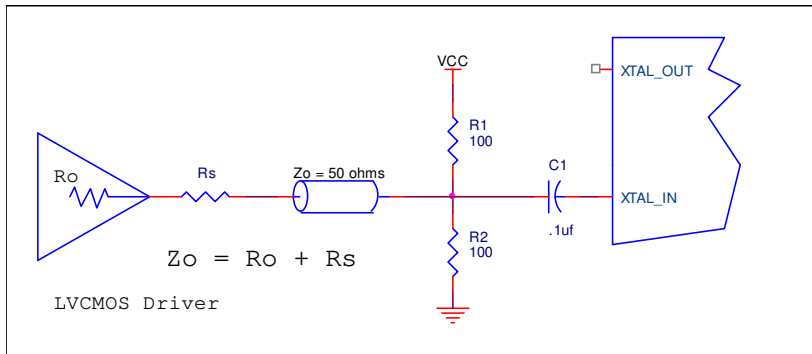 VCC
XTAL_OUT
R1
100
C1
Ro
Rs
Zo = 50 ohms
XTAL_IN
.1uf
R2
100
Zo = Ro + Rs
LVCMOS Driver